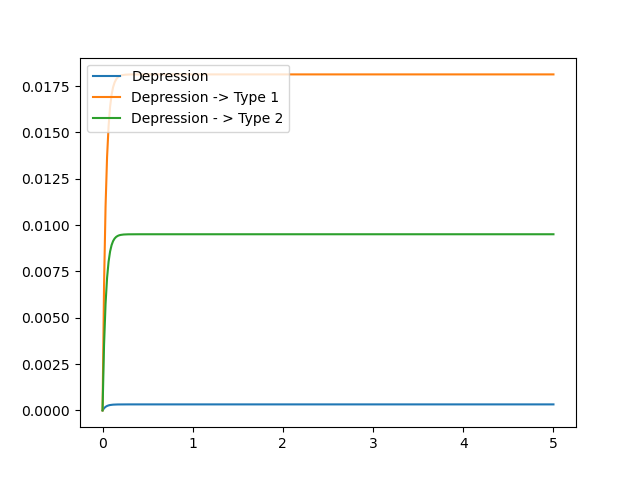 Depression
Depression -> Type 1
Depression - > Type 2
0.0175
0.0150
0.0125
0.0100
0.0075
0.0050
0.0025
0.0000
0 1 2 3 4 5